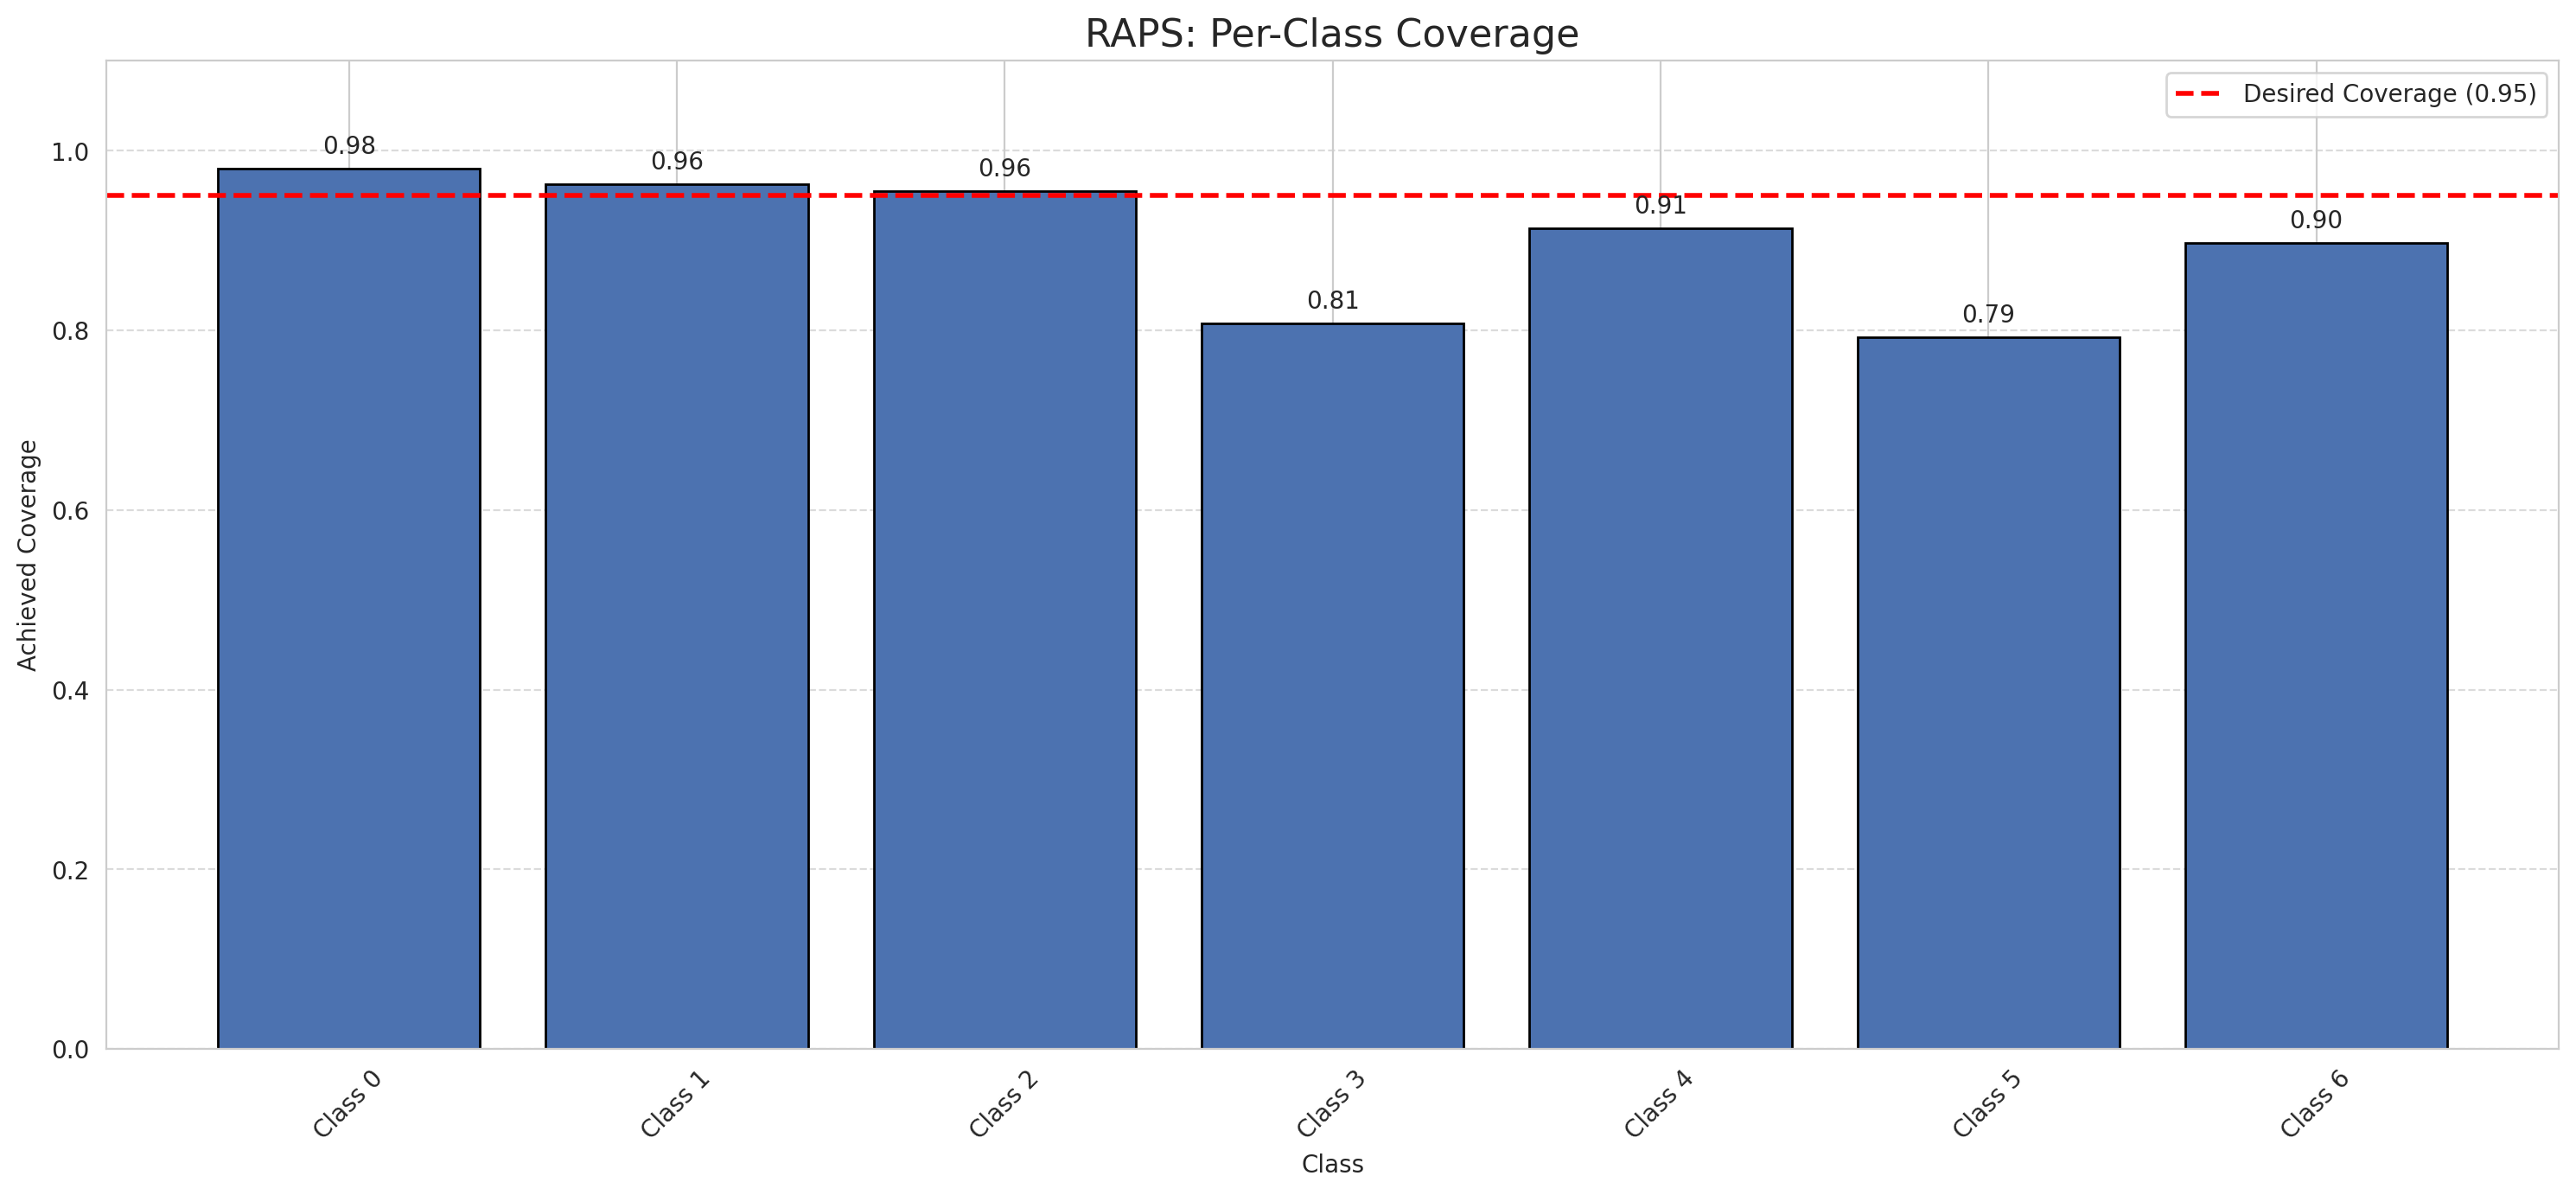 RAPS: Per-Class Coverage
Desired Coverage (0.95)
Achieved Coverage
1.0
0.8
0.6
0.4
0.2
0.0
0.98
0.96
0.96
0.81
0.91
0.79
0.90
Class 0
Class 1
Class 2
Class 3
Class 4
Class 5
Class 6
Class